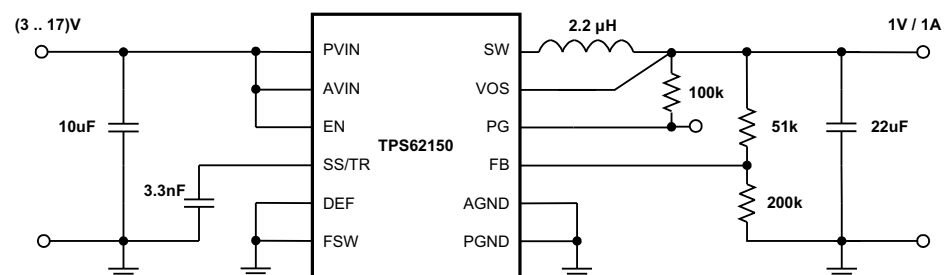 (3 .. 17)V
2.2 µH
1V / 1A
PVIN
SW
AVIN
VOS
100k
10uF
EN
PG
51k
22uF
TPS62150
SS/TR
FB
3.3nF
DEF
AGND
200k
FSW
PGND